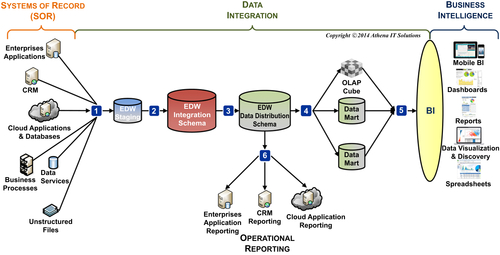 SYSTEMS OF RECORD
(SOR)
DATA
INTEGRATION
BUSINESS
INTELLIGENCE
Copyright © 2014 Athena IT Solutions
Enterprises
Applications
CRM
Cloud Applications
& Databases
Business
Processes
Data
Services
Unstructured
Files
1
EDW
Staging
2
EDW
Integration
Schema
3
EDW
Data Distribution
Schema
4
OLAP
Cube
Data
Mart
Data
Mart
5
BI
Mobile BI
Dashboards
Reports
Data Visualization
& Discovery
Spreadsheets
6
Enterprises
Application
Reporting
CRM
Reporting
Cloud Application
Reporting
OPERATIONAL
REPORTING